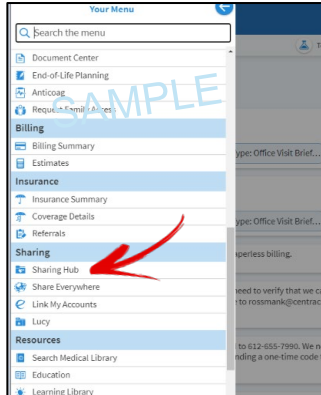 Your Menu
Search the menu
Document Center
End-of-Life Planning
Anticoag
Request Family Access
SAMPLE
Billing
Billing Summary
Estimates
Insurance
Insurance Summary
Coverage Details
Referrals
Sharing
Sharing Hub
Share Everywhere
Link My Accounts
Lucy
Resources
Search Medical Library
Education
Learning Library
ype: Office Visit Brief...
ype: Office Visit Brief...
aperless billing.
need to verify that we ca
to rossmank@centrac
to 612-655-7990. We n
nding a one-time code